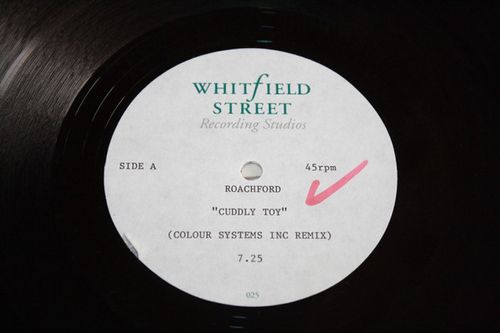 WHITfIELD
STREET
Recording Studios
SIDE A 45rpm
ROACHFORD
"CUDDLY TOY"
(COLOUR SYSTEMS INC REMIX)
7.25
025